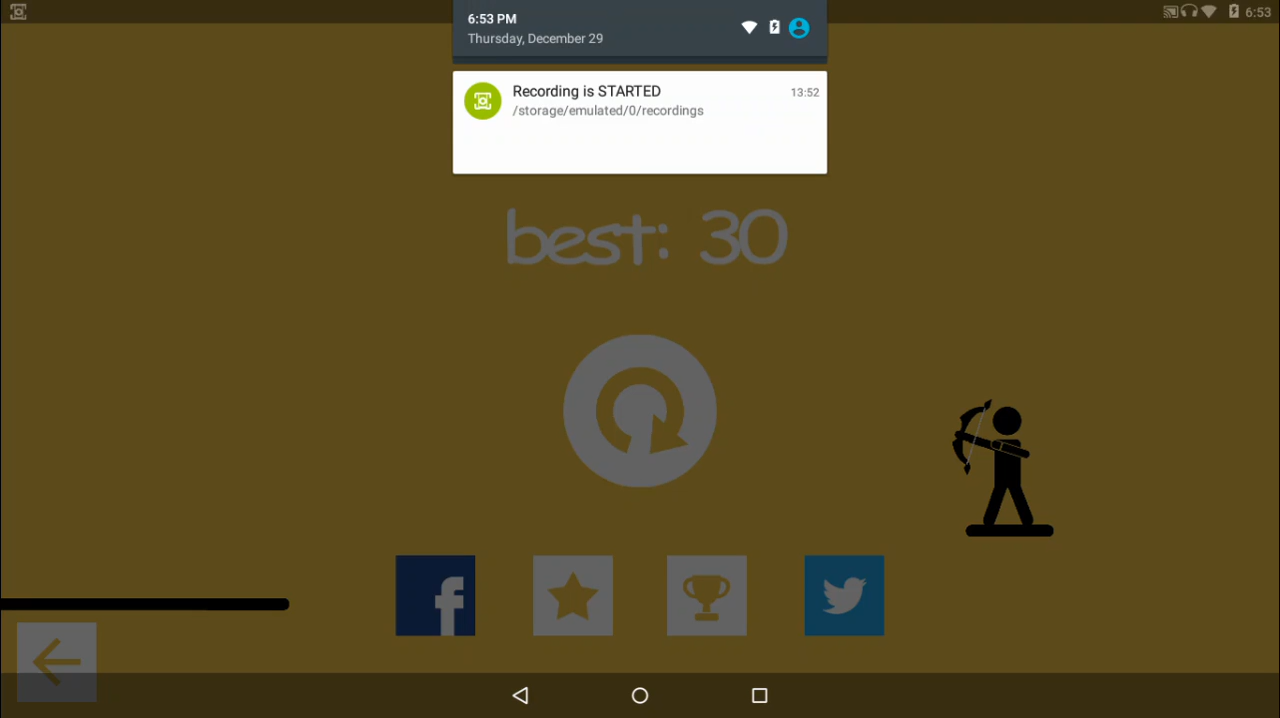 6:53
6:53 PM
Thursday, December 29
Recording is STARTED
13:52
/storage/emulated/0/recordings
best: 30
f